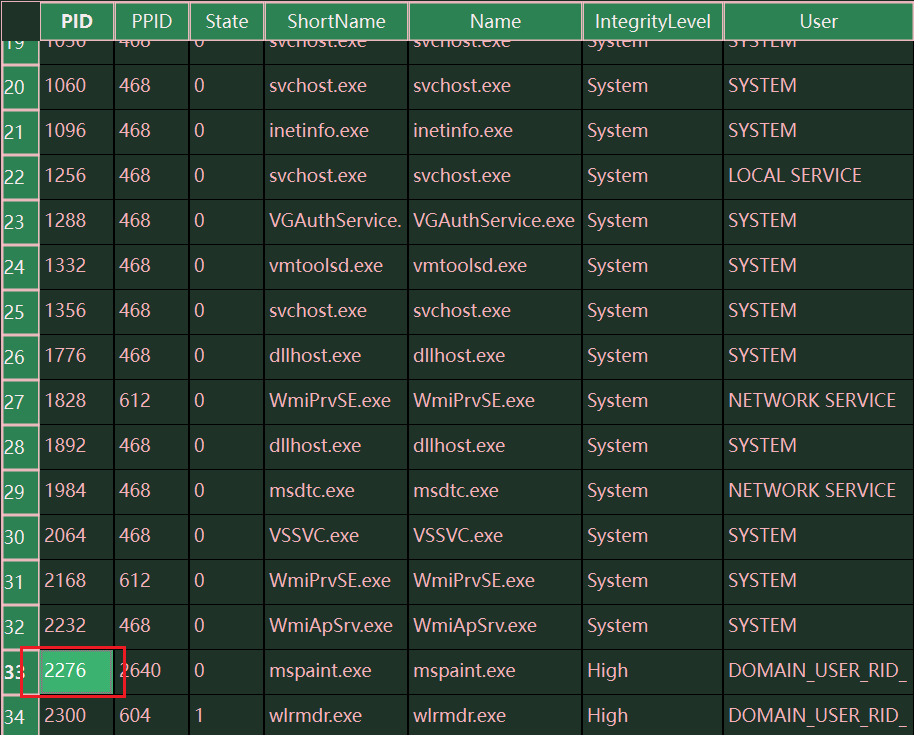 PID PPID State ShortName Name IntegrityLevel User
19 1036 468 0 svchost.exe svchost.exe System SYSTEM
20 1060 468 0 svchost.exe svchost.exe System SYSTEM
21 1096 468 0 inetinfo.exe inetinfo.exe System SYSTEM
22 1256 468 0 svchost.exe svchost.exe System LOCAL SERVICE
23 1288 468 0 VGAuthService. VGAuthService.exe System SYSTEM
24 1332 468 0 vmtoolsd.exe vmtoolsd.exe System SYSTEM
25 1356 468 0 svchost.exe svchost.exe System SYSTEM
26 1776 468 0 dllhost.exe dllhost.exe System SYSTEM
27 1828 612 0 WmiPrvSE.exe WmiPrvSE.exe System NETWORK SERVICE
28 1892 468 0 dllhost.exe dllhost.exe System SYSTEM
29 1984 468 0 msdtc.exe msdtc.exe System NETWORK SERVICE
30 2064 468 0 VSSVC.exe VSSVC.exe System SYSTEM
31 2168 612 0 WmiPrvSE.exe WmiPrvSE.exe System SYSTEM
32 2232 468 0 WmiApSrv.exe WmiApSrv.exe System SYSTEM
33 2276 2640 0 mspaint.exe mspaint.exe High DOMAIN_USER_RID_
34 2300 604 1 wlrmdr.exe wlrmdr.exe High DOMAIN_USER_RID_